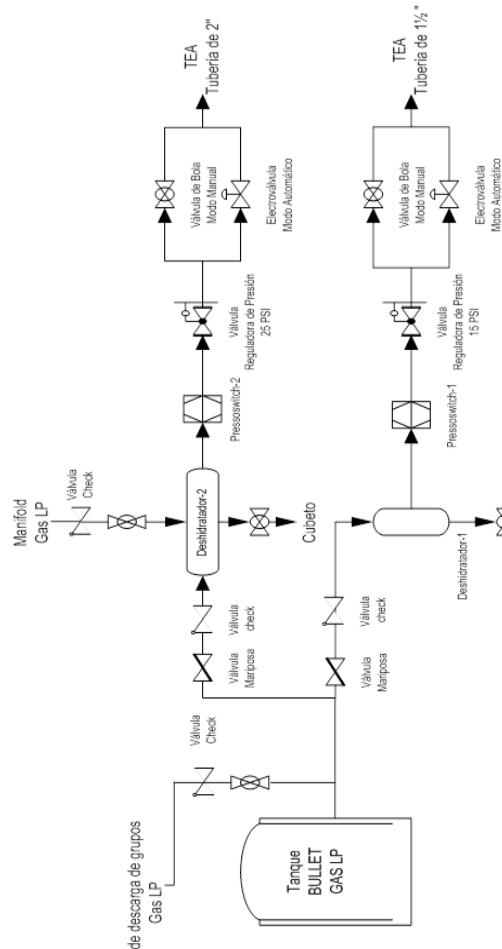 Manifold
Gas LP
Válvula
Check
de descarga de grupos
Gas LP
Válvula
Check
Tanque
BULLET
GAS LP
Válvula
Mariposa
Válvula
check
Deshidratador-2
Cubeto
Pressoswitch-2
Válvula
Reguladora de Presión
25 PSI
Válvula de Bola
Modo Manual
Electroválvula
Modo Automático
TEA
Tubería de 2"
Válvula
Mariposa
Válvula
check
Deshidratador-1
Pressoswitch-1
Válvula
Reguladora de Presión
15 PSI
Válvula de Bola
Modo Manual
Electroválvula
Modo Automático
TEA
Tubería de 1½ "